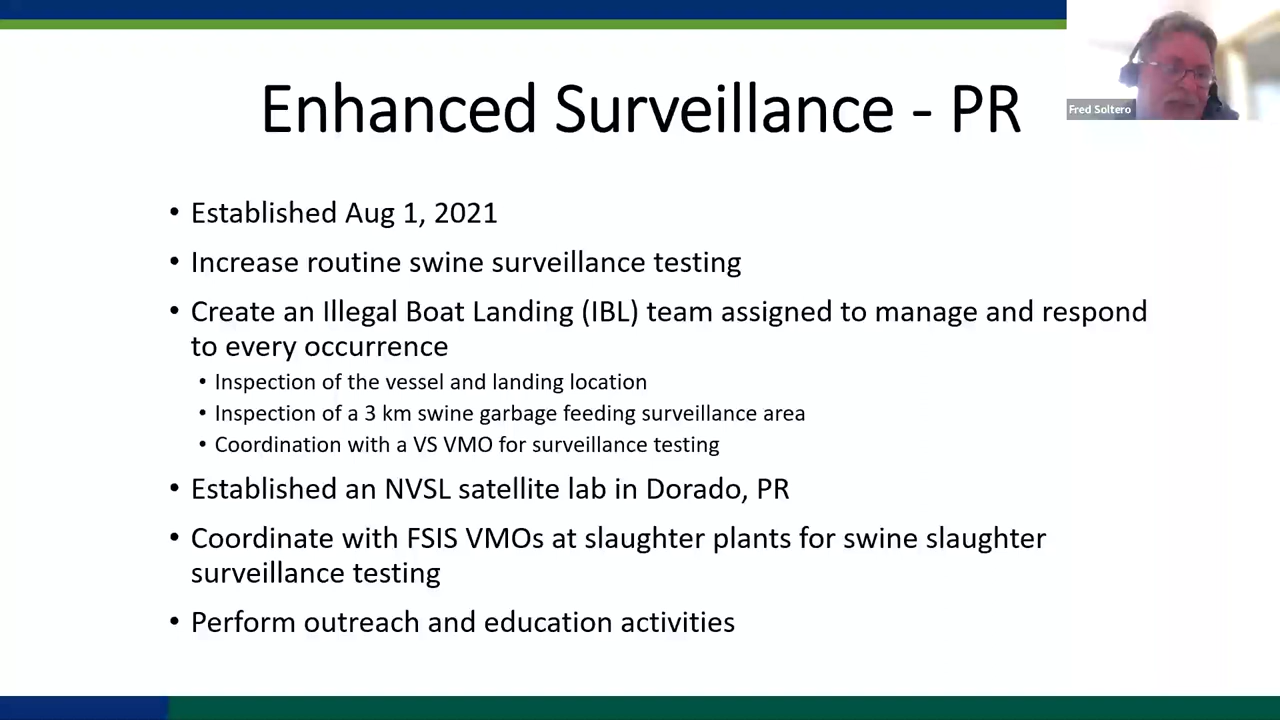 Enhanced Surveillance - PR
Fred Soltero
• Established Aug 1, 2021
• Increase routine swine surveillance testing
• Create an Illegal Boat Landing (IBL) team assigned to manage and respond
to every occurrence
• Inspection of the vessel and landing location
• Inspection of a 3 km swine garbage feeding surveillance area
• Coordination with a VS VMO for surveillance testing
• Established an NVSL satellite lab in Dorado, PR
• Coordinate with FSIS VMOs at slaughter plants for swine slaughter
surveillance testing
• Perform outreach and education activities